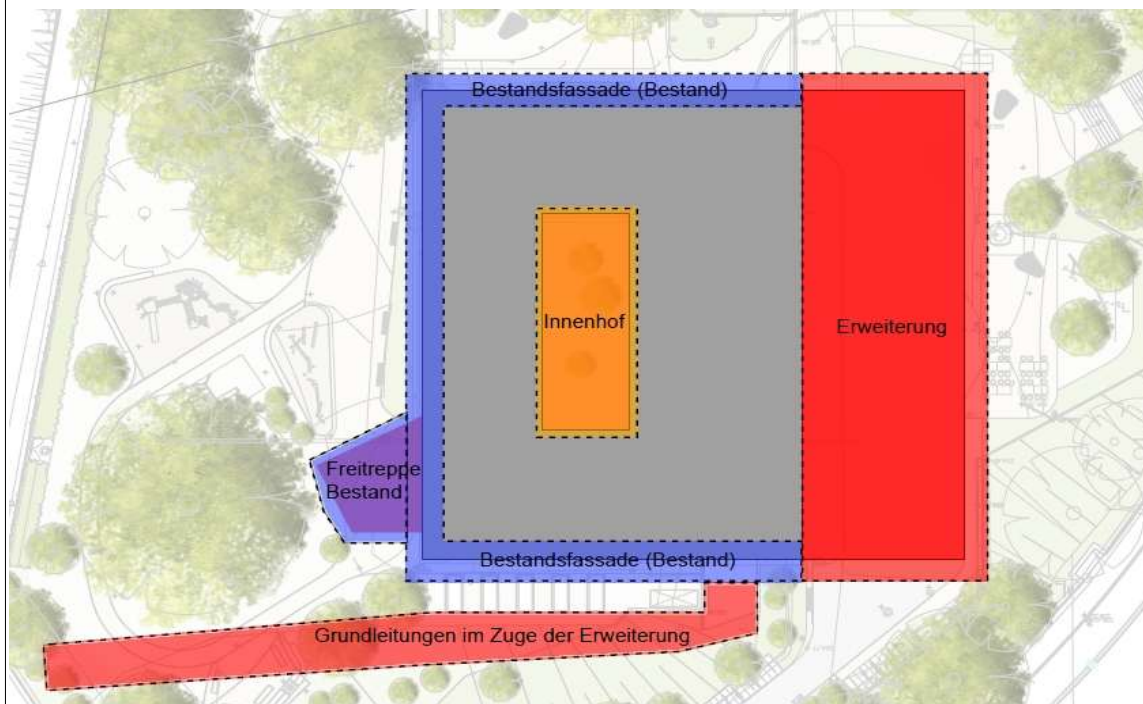 Bestandsfassade (Bestand)
Innenhof
Erweiterung
Freitreppe
Bestand
Bestandsfassade (Bestand)
Grundleitungen im Zuge der Erweiterung